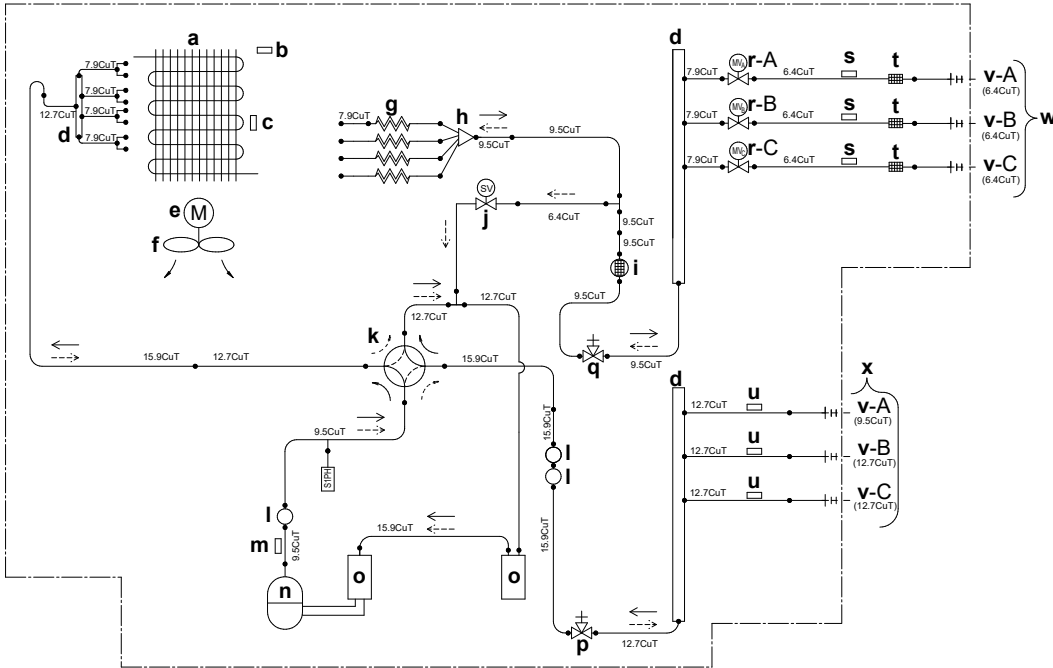 a
b
7.9CuT
7.9CuT
7.9CuT
7.9CuT
12.7CuT
d
c
e M
f
g
h
7.9CuT
9.5CuT
9.5CuT
SV
j
6.4CuT
9.5CuT
9.5CuT
i
9.5CuT
q
9.5CuT
d
7.9CuT
MVA
r-A
6.4CuT
s
t
v-A
(6.4CuT)
7.9CuT
MVB
r-B
6.4CuT
s
t
v-B
(6.4CuT)
w
7.9CuT
MVC
r-C
6.4CuT
s
t
v-C
(6.4CuT)
12.7CuT
12.7CuT
k
15.9CuT
12.7CuT
15.9CuT
9.5CuT
S1PH
l
m
9.5CuT
n
15.9CuT
o
o
15.9CuT
l
l
15.9CuT
p
12.7CuT
d
x
12.7CuT
u
v-A
(9.5CuT)
12.7CuT
u
v-B
(12.7CuT)
12.7CuT
u
v-C
(12.7CuT)